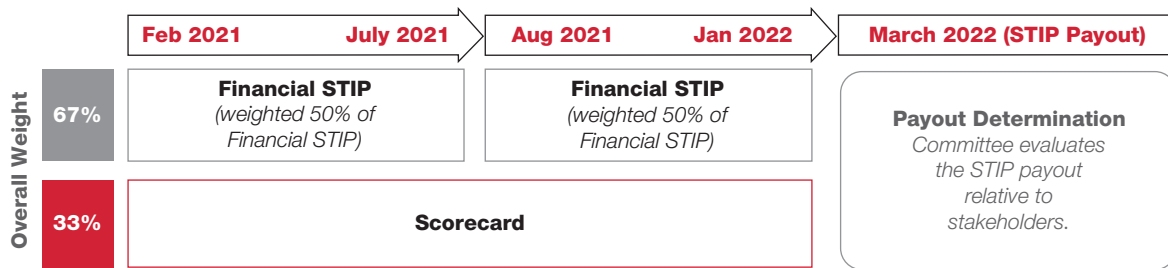 Feb 2021 July 2021 Aug 2021 Jan 2022 March 2022 (STIP Payout)
Overall Weight
67%
Financial STIP
(weighted 50% of
Financial STIP)
Financial STIP
(weighted 50% of
Financial STIP)
Payout Determination
Committee evaluates
the STIP payout
relative to
stakeholders.
33%
Scorecard